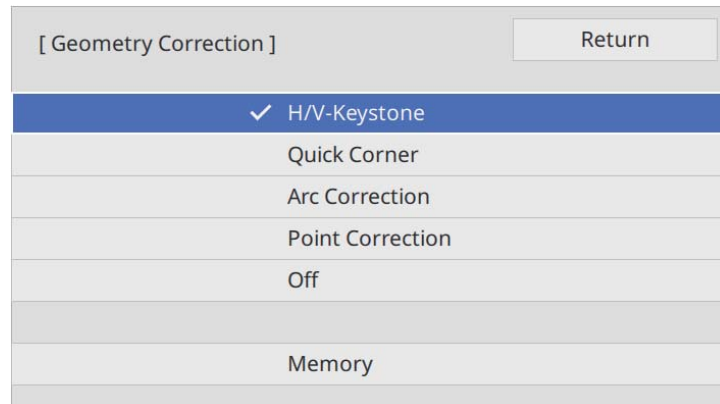 [ Geometry Correction ]
Return
H/V-Keystone
Quick Corner
Arc Correction
Point Correction
Off
Memory